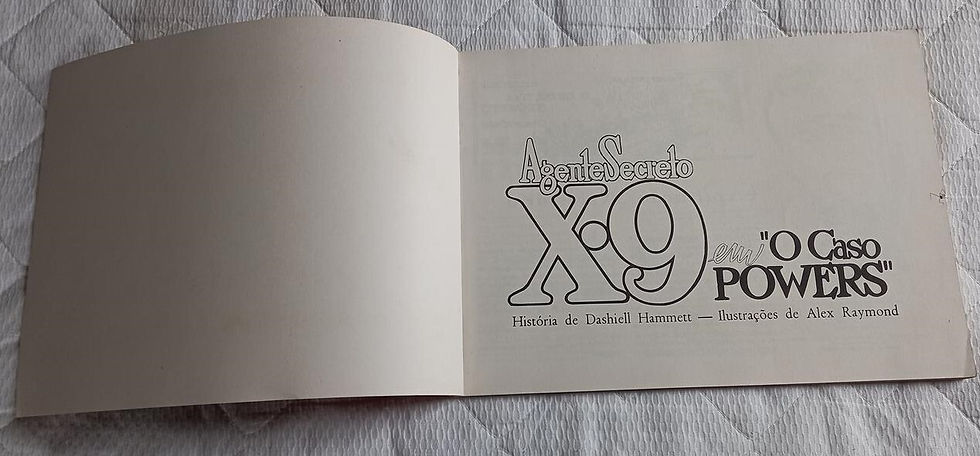 Agente Secreto
X-9 em "O Caso
POWERS"
História de Dashiell Hammett — Ilustrações de Alex Raymond